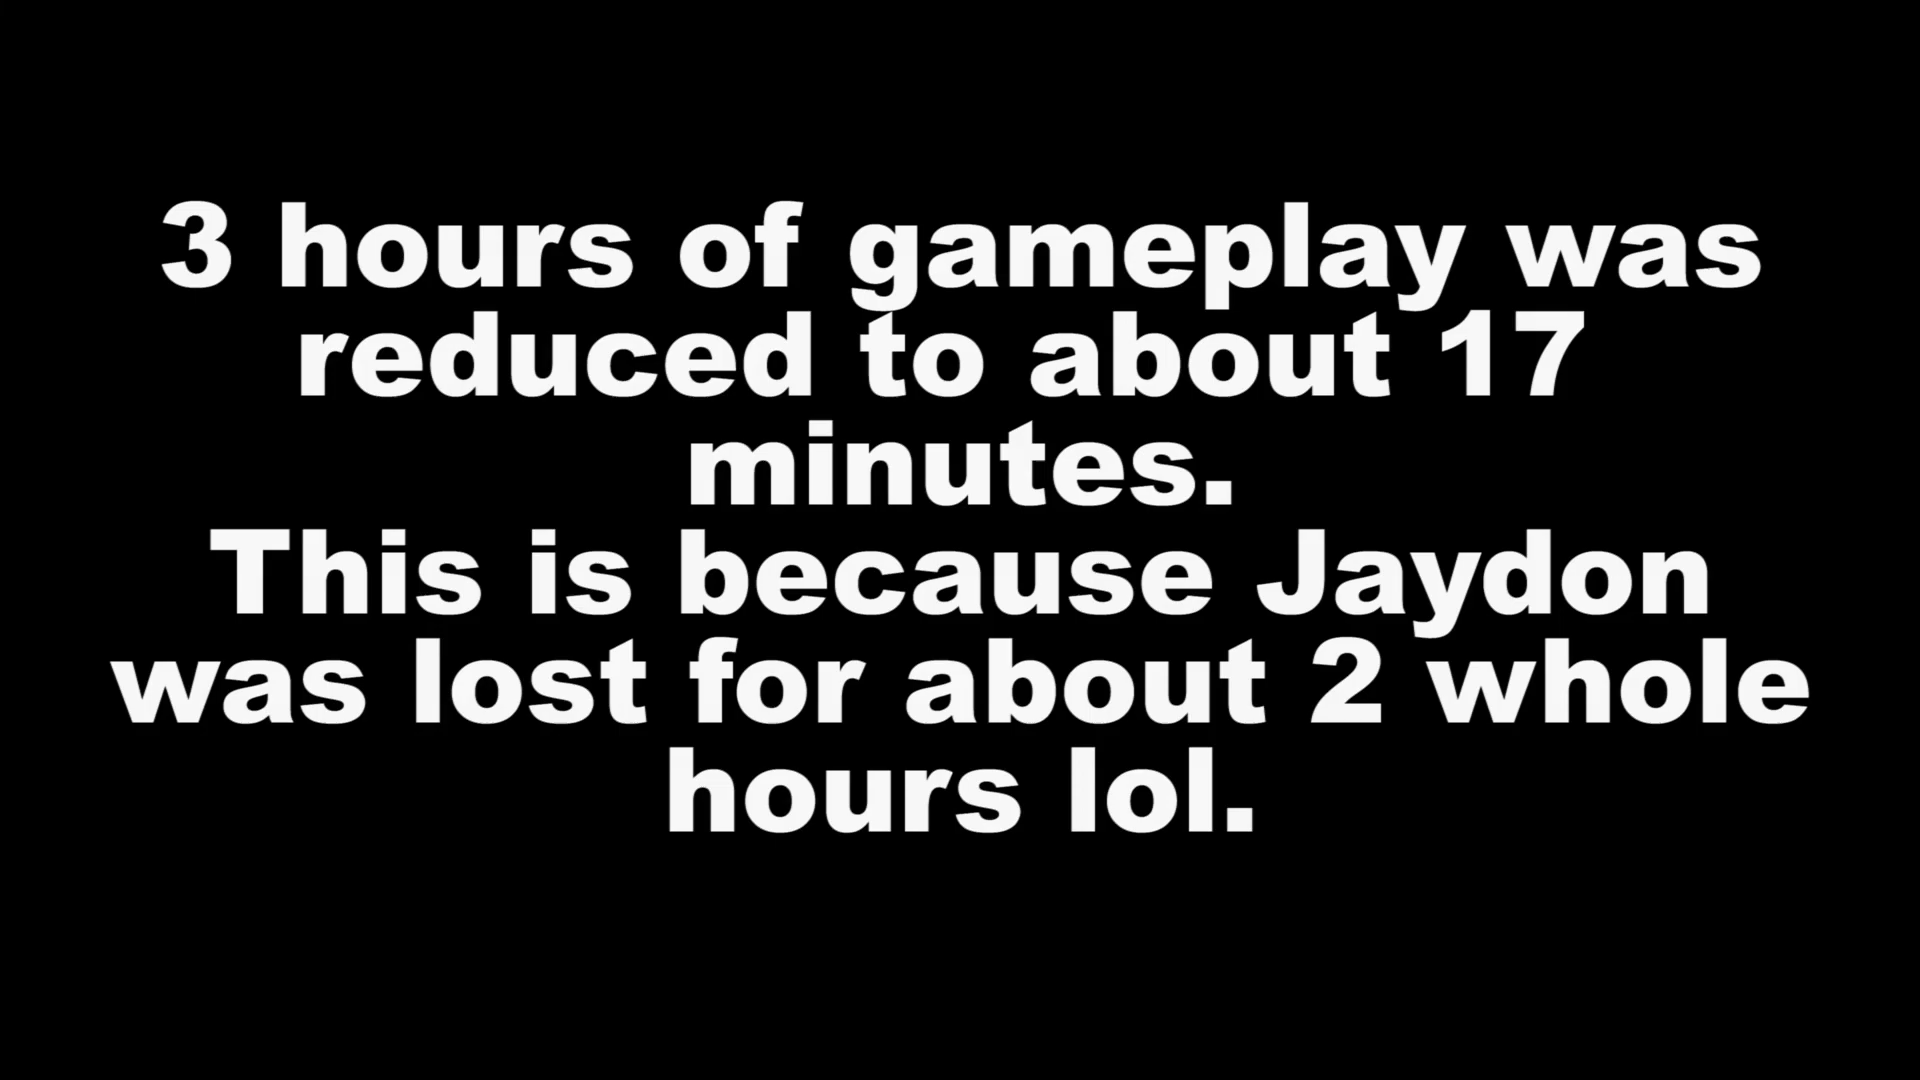 3 hours of gameplay was
reduced to about 17
minutes.
This is because Jaydon
was lost for about 2 whole
hours lol.